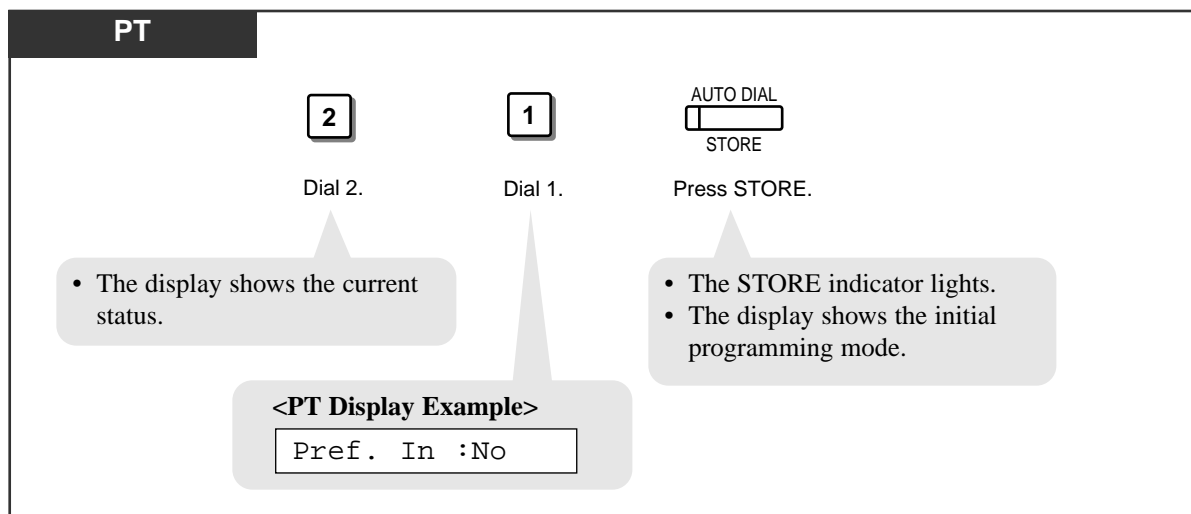 PT
2
1
AUTO DIAL
STORE
Dial 2.
Dial 1.
Press STORE.
• The display shows the current
status.
• The STORE indicator lights.
• The display shows the initial
programming mode.
<PT Display Example>
Pref. In :No